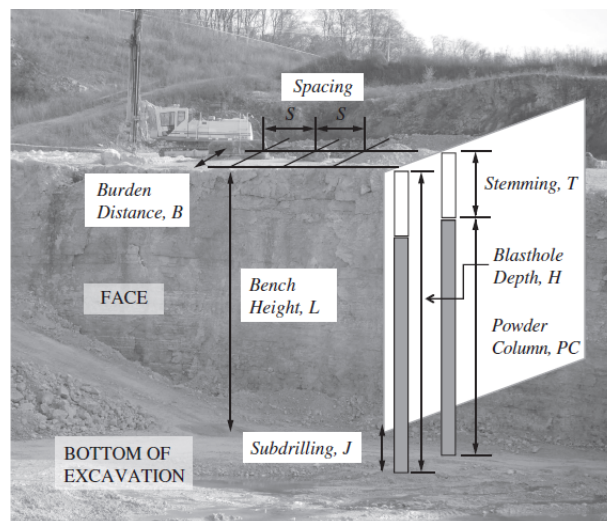 Spacing
S S
Burden
Distance, B
Stemming, T
Blasthole
Depth, H
Bench
Height, L
FACE
Powder
Column, PC
Subdrilling, J
BOTTOM OF
EXCAVATION